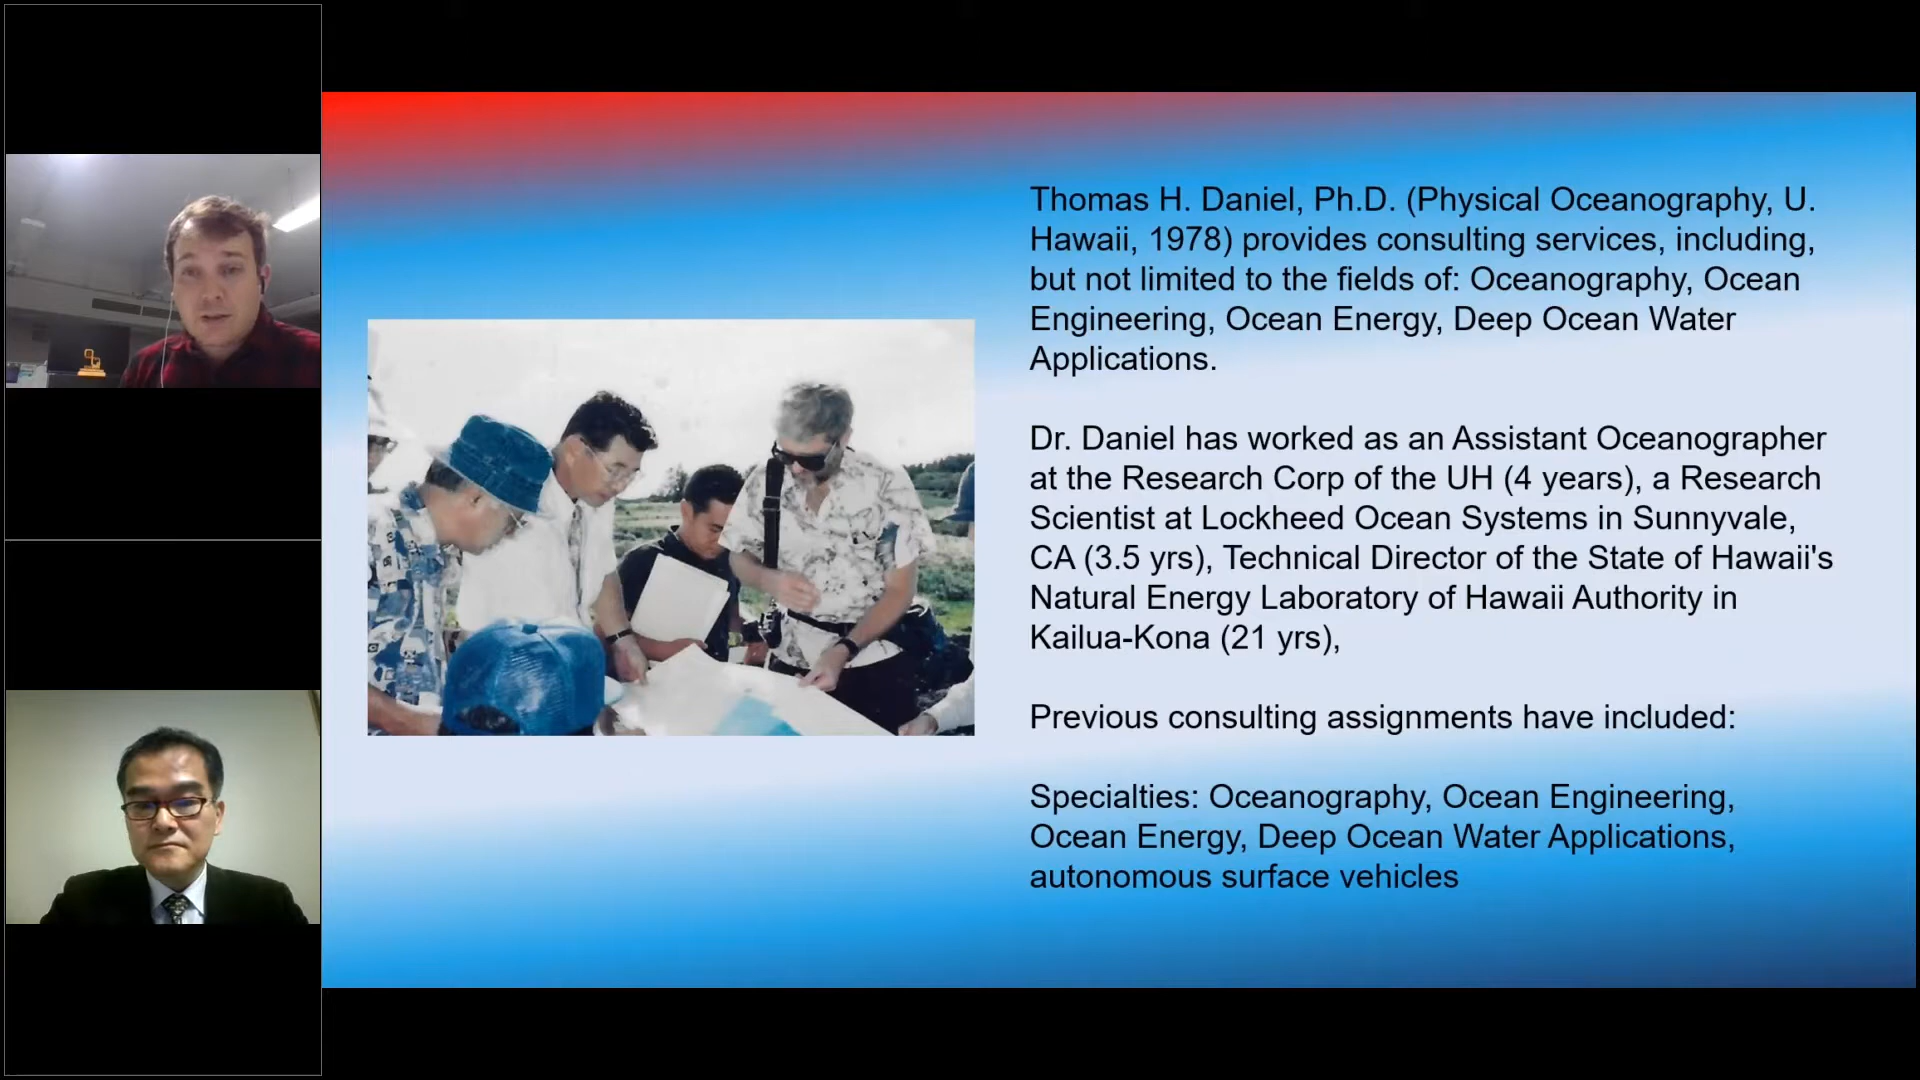 Thomas H. Daniel, Ph.D. (Physical Oceanography, U.
Hawaii, 1978) provides consulting services, including,
but not limited to the fields of: Oceanography, Ocean
Engineering, Ocean Energy, Deep Ocean Water
Applications.
Dr. Daniel has worked as an Assistant Oceanographer
at the Research Corp of the UH (4 years), a Research
Scientist at Lockheed Ocean Systems in Sunnyvale,
CA (3.5 yrs), Technical Director of the State of Hawaii's
Natural Energy Laboratory of Hawaii Authority in
Kailua-Kona (21 yrs),
Previous consulting assignments have included:
Specialties: Oceanography, Ocean Engineering,
Ocean Energy, Deep Ocean Water Applications,
autonomous surface vehicles